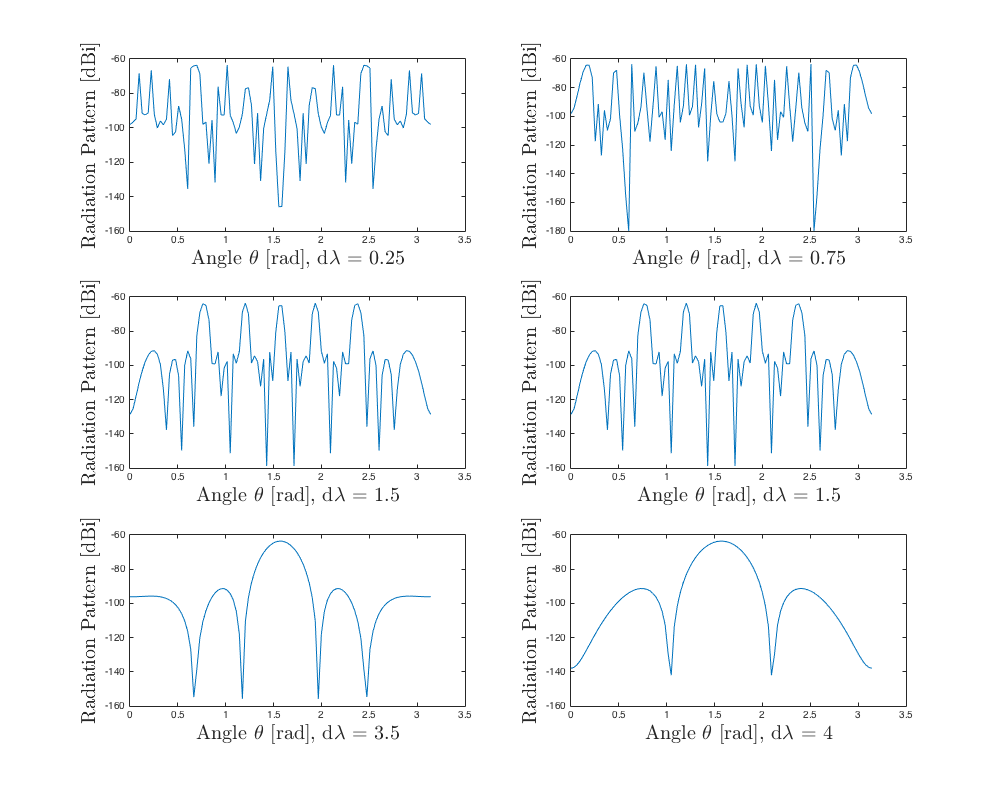 Radiation Pattern [dBi]
-60
-80
-100
-120
-140
-160
0 0.5 1 1.5 2 2.5 3 3.5
Angle θ [rad], dλ = 0.25
Radiation Pattern [dBi]
-60
-80
-100
-120
-140
-160
-180
0 0.5 1 1.5 2 2.5 3 3.5
Angle θ [rad], dλ = 0.75
Radiation Pattern [dBi]
-60
-80
-100
-120
-140
-160
0 0.5 1 1.5 2 2.5 3 3.5
Angle θ [rad], dλ = 1.5
Radiation Pattern [dBi]
-60
-80
-100
-120
-140
-160
0 0.5 1 1.5 2 2.5 3 3.5
Angle θ [rad], dλ = 1.5
Radiation Pattern [dBi]
-60
-80
-100
-120
-140
-160
0 0.5 1 1.5 2 2.5 3 3.5
Angle θ [rad], dλ = 3.5
Radiation Pattern [dBi]
-60
-80
-100
-120
-140
-160
0 0.5 1 1.5 2 2.5 3 3.5
Angle θ [rad], dλ = 4